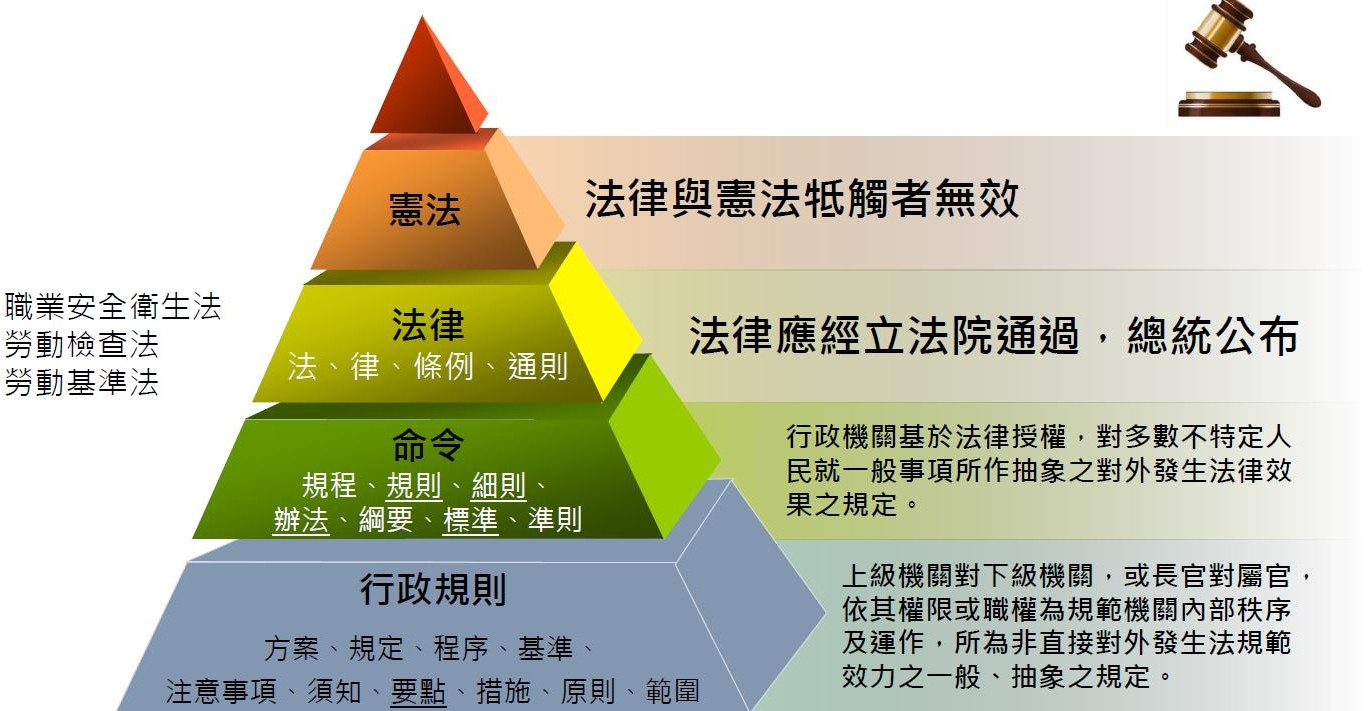 憲法
法律與憲法牴觸者無效
職業安全衛生法
勞動檢查法
勞動基準法
法律
法、律、條例、通則
法律應經立法院通過，總統公布
命令
規程、規則、細則、
辦法、綱要、標準、準則
行政機關基於法律授權，對多數不特定人
民就一般事項所作抽象之對外發生法律效
果之規定。
行政規則
方案、規定、程序、基準、
注意事項、須知、要點、措施、原則、範圍
上級機關對下級機關，或長官對屬官，
依其權限或職權為規範機關內部秩序
及運作，所為非直接對外發生法規範
效力之一般、抽象之規定。